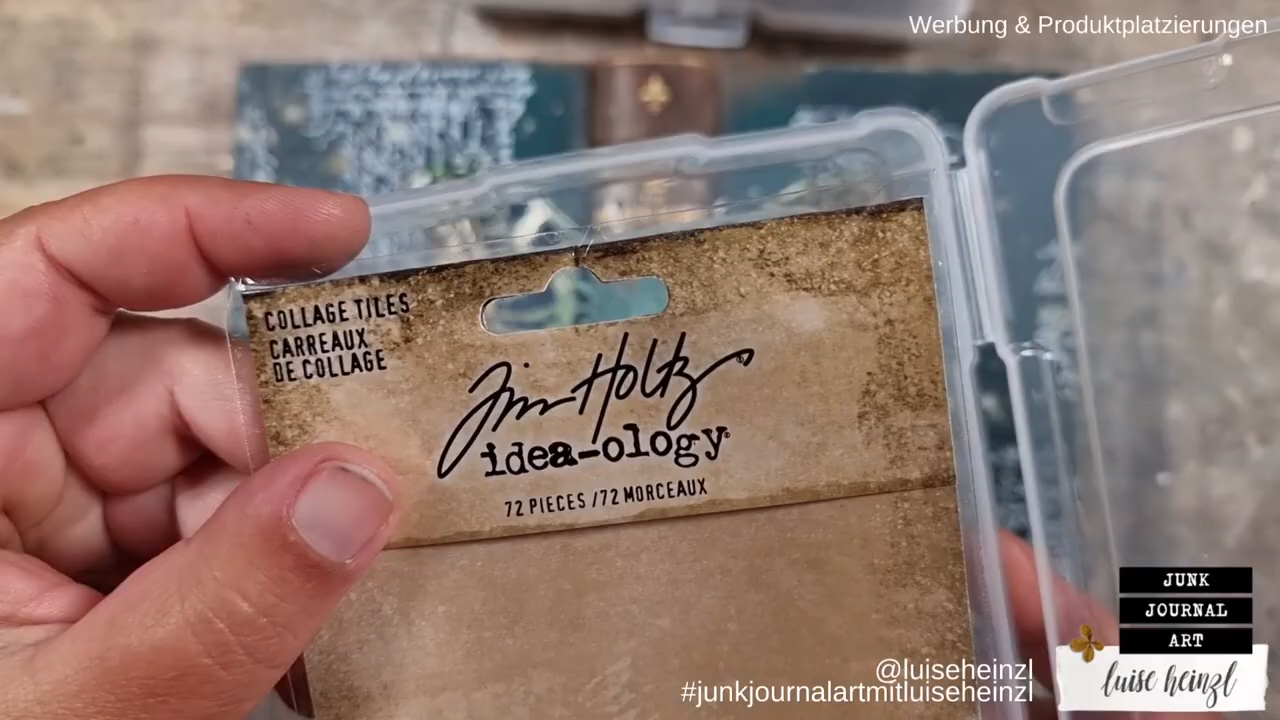 Werbung & Produktplatzierungen
COLLAGE TILES
CARREAUX
DE COLLAGE
Tim Holtz®
idea-ology®
72 PIECES / 72 MORCEAUX
JUNK
JOURNAL
ART
luise heinzl
@luiseheinzl
#junkjournalartmitluiseheinzl